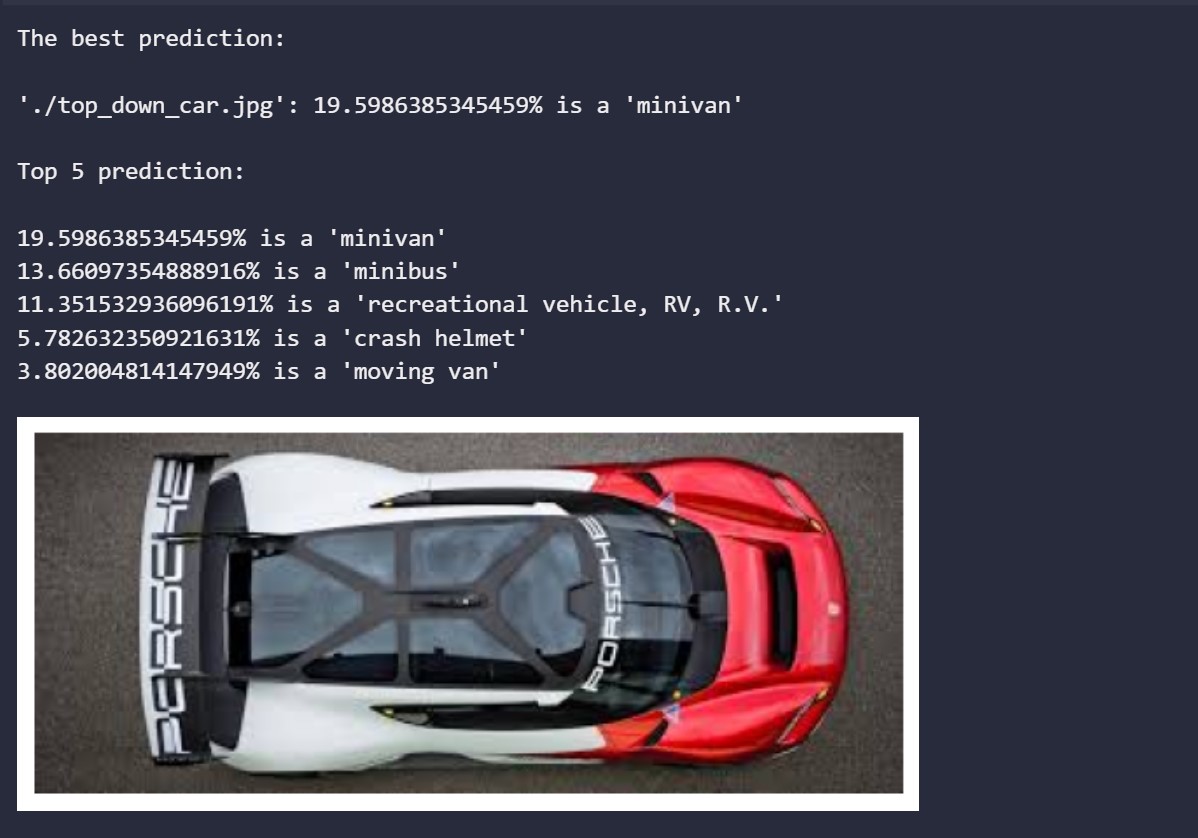 The best prediction:
'./top_down_car.jpg': 19.5986385345459% is a 'minivan'
Top 5 prediction:
19.5986385345459% is a 'minivan'
13.66097354888916% is a 'minibus'
11.351532936096191% is a 'recreational vehicle, RV, R.V.'
5.782632350921631% is a 'crash helmet'
3.802004814147949% is a 'moving van'
PORSCHE
PORSCHE